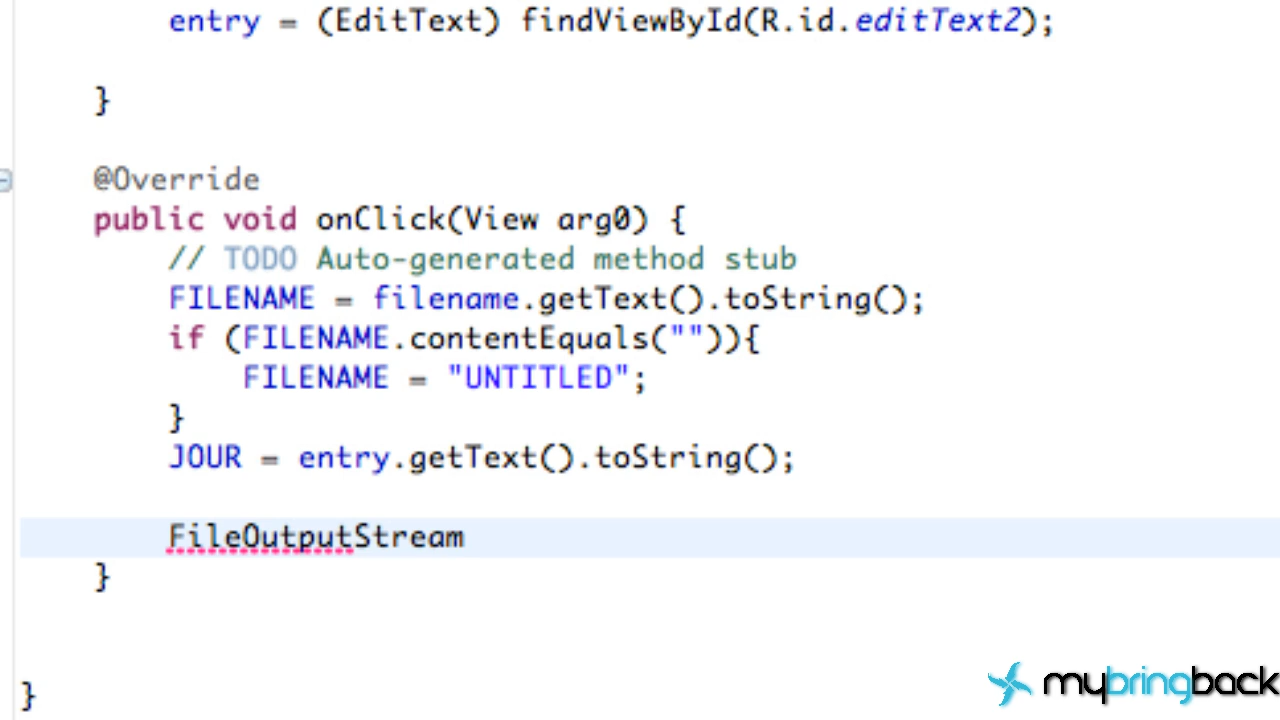 entry = (EditText) findViewById(R.id.editText2);
}
@Override
public void onClick(View arg0) {
// TODO Auto-generated method stub
FILENAME = filename.getText().toString();
if (FILENAME.contentEquals("")){
FILENAME = "UNTITLED";
}
JOUR = entry.getText().toString();
FileOutputStream
}
}
mybringback